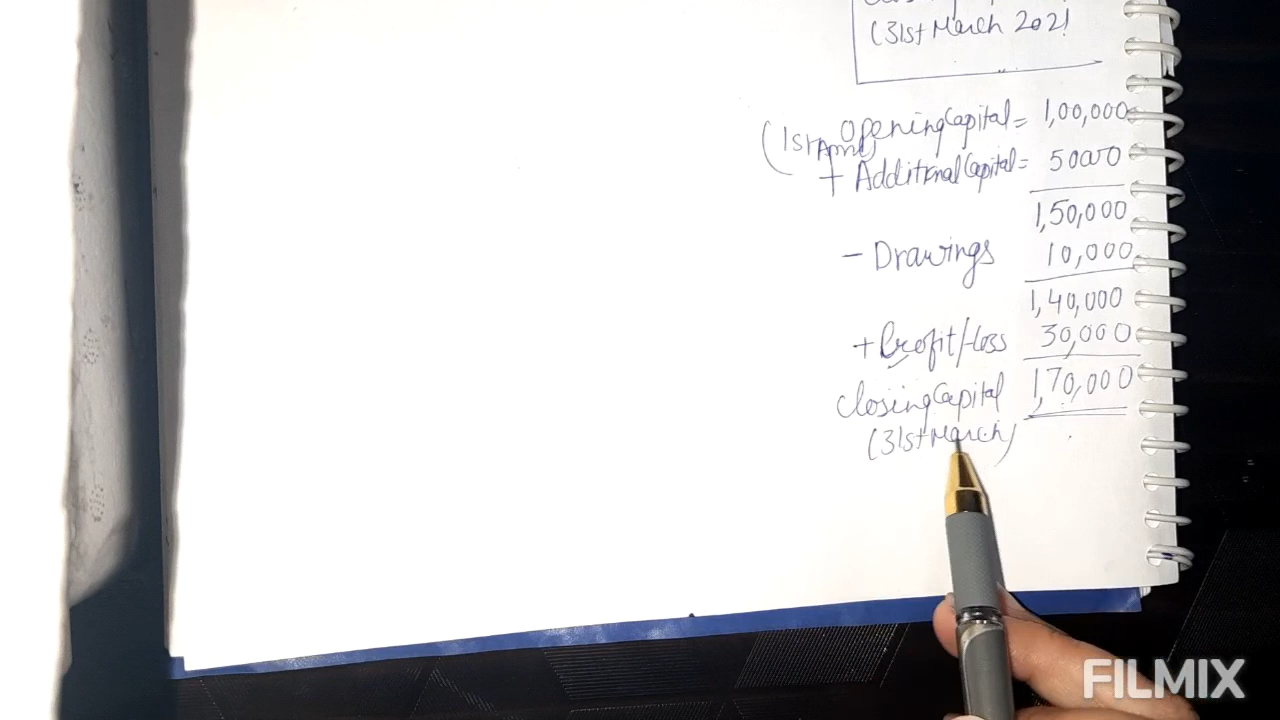 (31st March 2021
Opening Capital = 1,00,000
(1st April)
+ Additional Capital = 50000
1,50,000
- Drawings 10,000
1,40,000
+ Profit/-Loss 30,000
Closing Capital 1,70,000
(31st March)
FILMIX